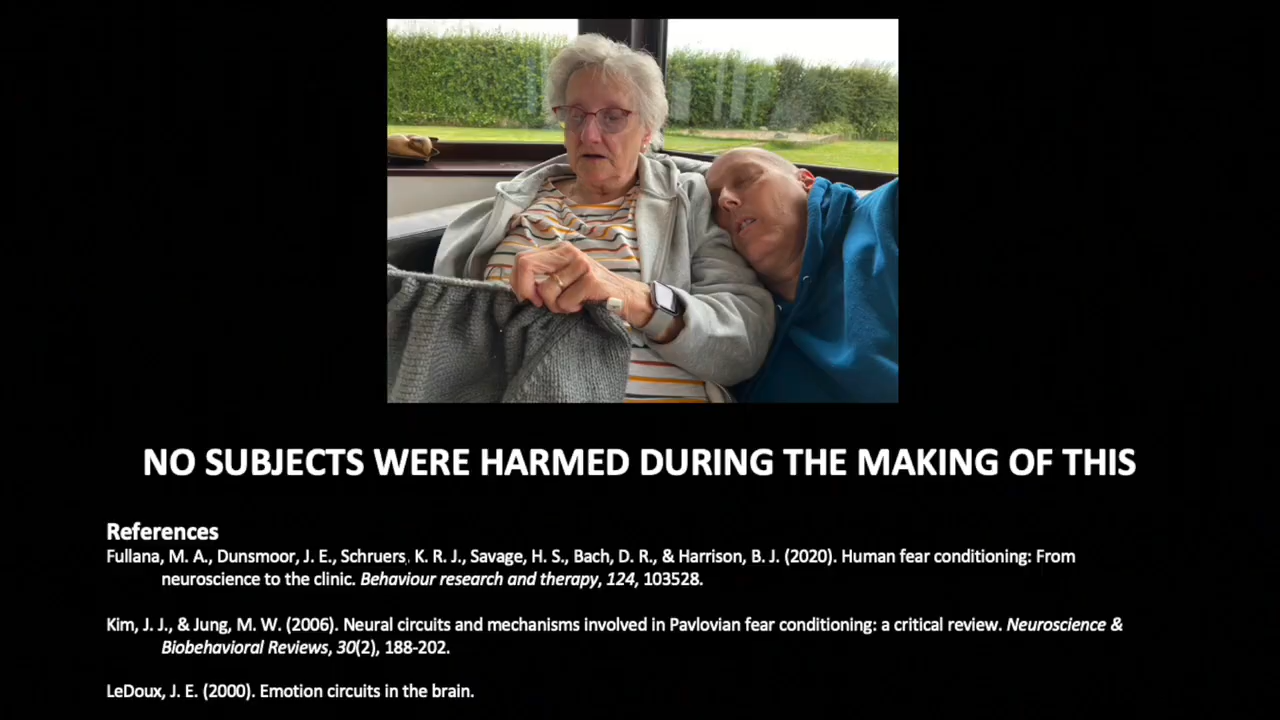 NO SUBJECTS WERE HARMED DURING THE MAKING OF THIS
References
Fullana, M. A., Dunsmoor, J. E., Schruers, K. R. J., Savage, H. S., Bach, D. R., & Harrison, B. J. (2020). Human fear conditioning: From
neuroscience to the clinic. Behaviour research and therapy, 124, 103528.
Kim, J. J., & Jung, M. W. (2006). Neural circuits and mechanisms involved in Pavlovian fear conditioning: a critical review. Neuroscience &
Biobehavioral Reviews, 30(2), 188-202.
LeDoux, J. E. (2000). Emotion circuits in the brain.